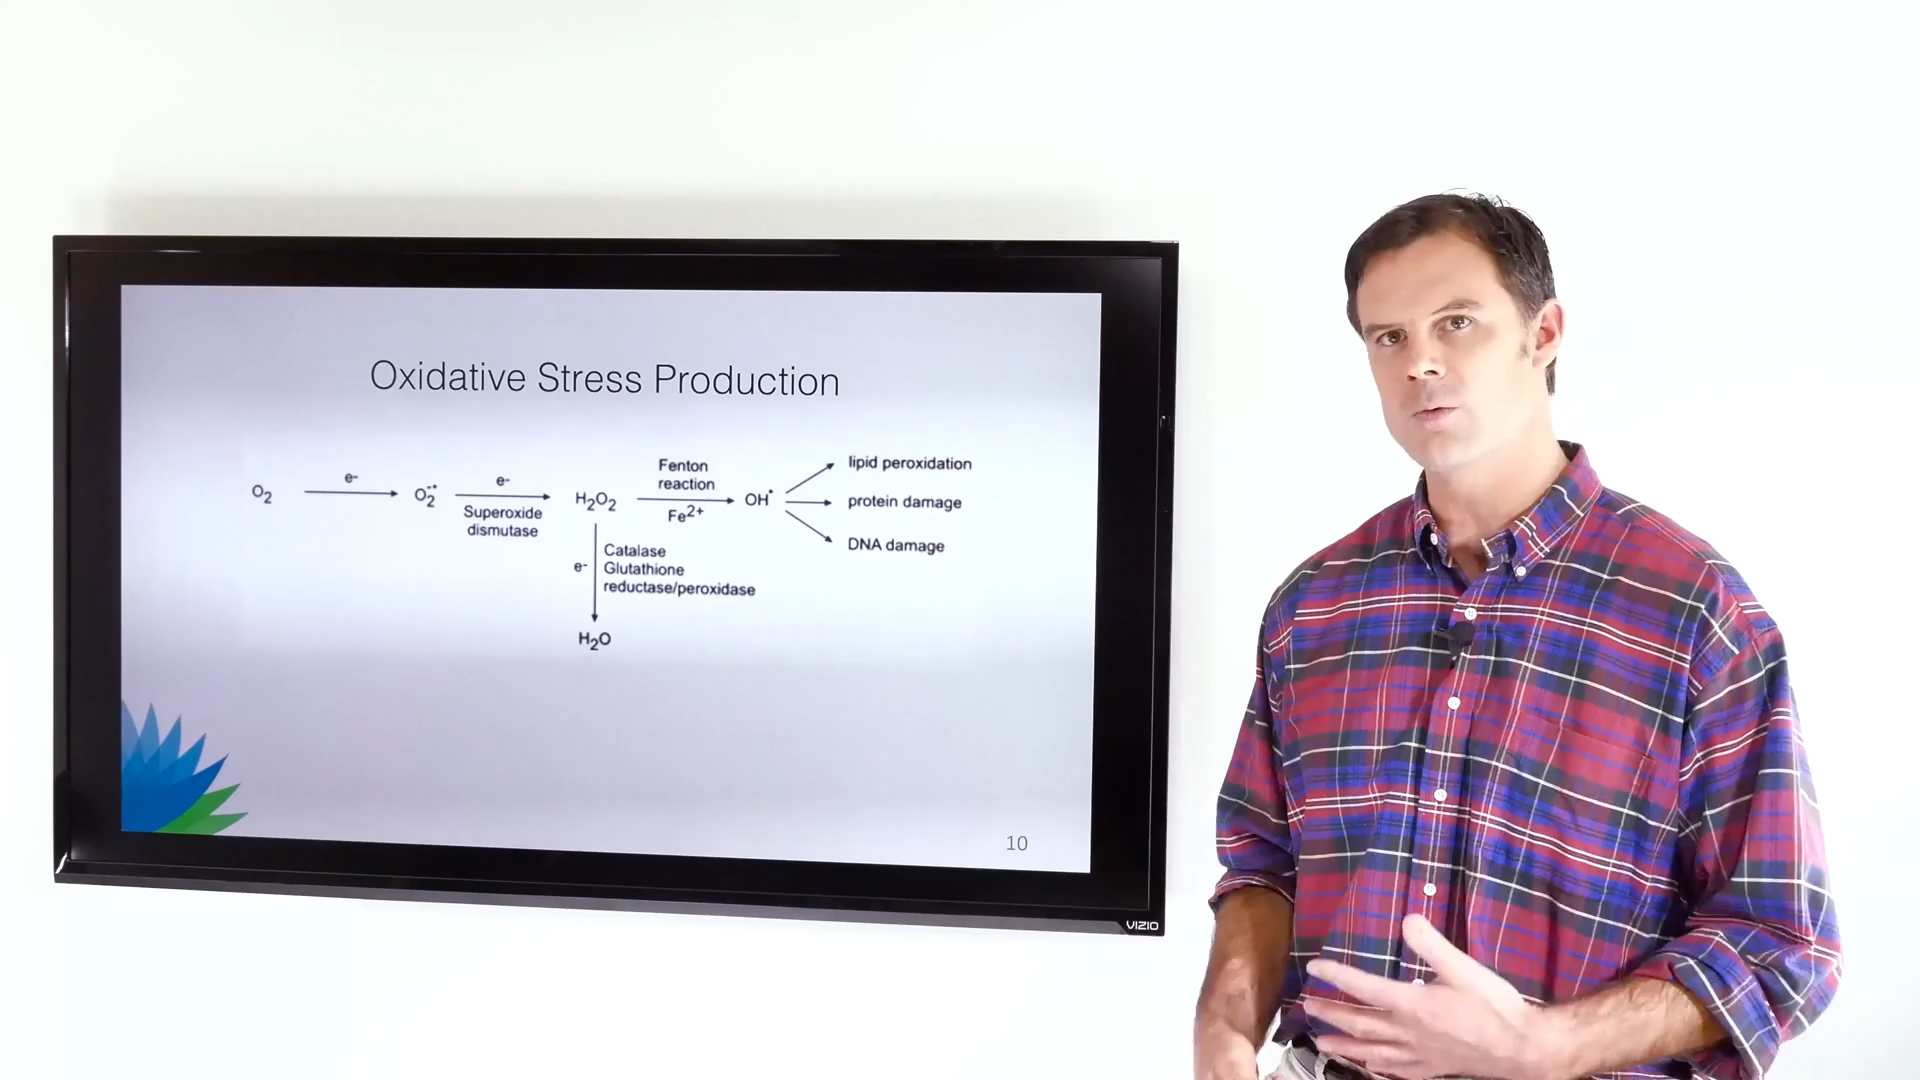 Oxidative Stress Production
O2
e-
O2-•
e-
Superoxide
dismutase
H2O2
Fenton
reaction
Fe2+
OH•
lipid peroxidation
protein damage
DNA damage
e-
Catalase
Glutathione
reductase/peroxidase
H2O
10
VIZIO